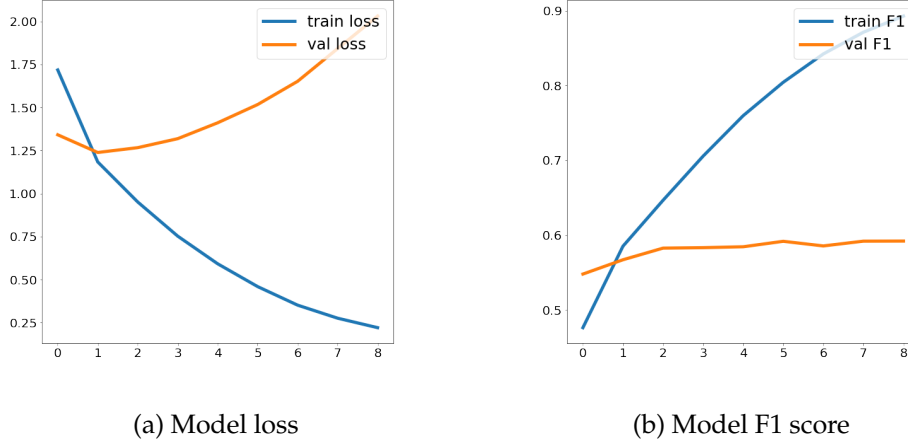 2.00
1.75
1.50
1.25
1.00
0.75
0.50
0.25
0 1 2 3 4 5 6 7 8
train loss
val loss
(a) Model loss
0.9
0.8
0.7
0.6
0.5
0 1 2 3 4 5 6 7 8
train F1
val F1
(b) Model F1 score